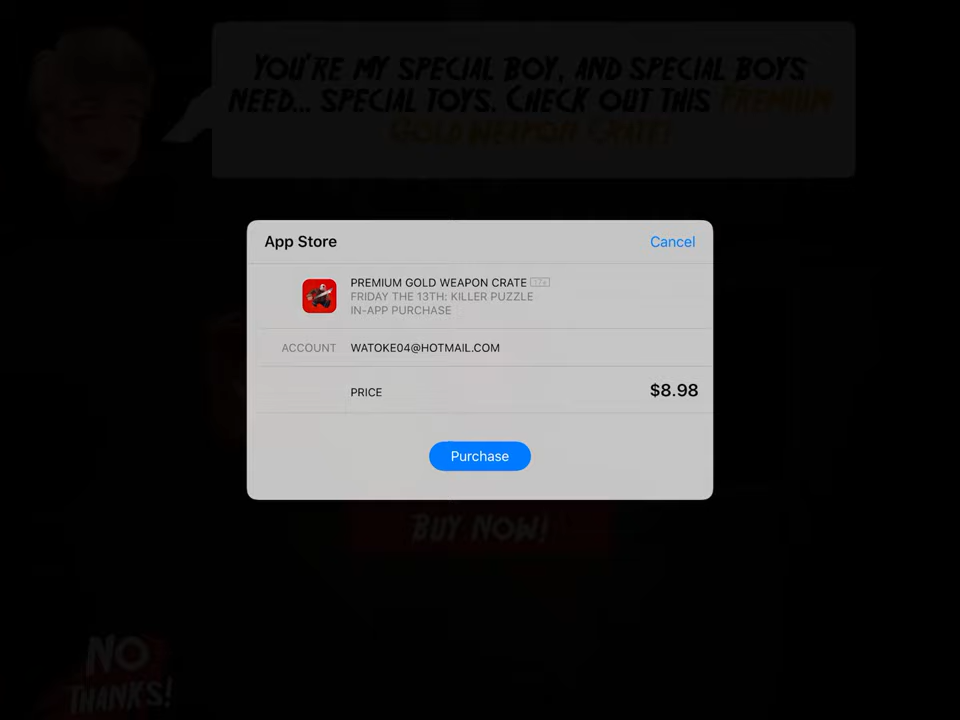 YOU'RE MY SPECIAL BOY, AND SPECIAL BOYS
NEED... SPECIAL TOYS. CHECK OUT THIS PREMIUM
GOLD WEAPON CRATE!
App Store
Cancel
PREMIUM GOLD WEAPON CRATE 17+
FRIDAY THE 13TH: KILLER PUZZLE
IN-APP PURCHASE
ACCOUNT WATOKE04@HOTMAIL.COM
PRICE $8.98
Purchase
BUY NOW!
NO
THANKS!